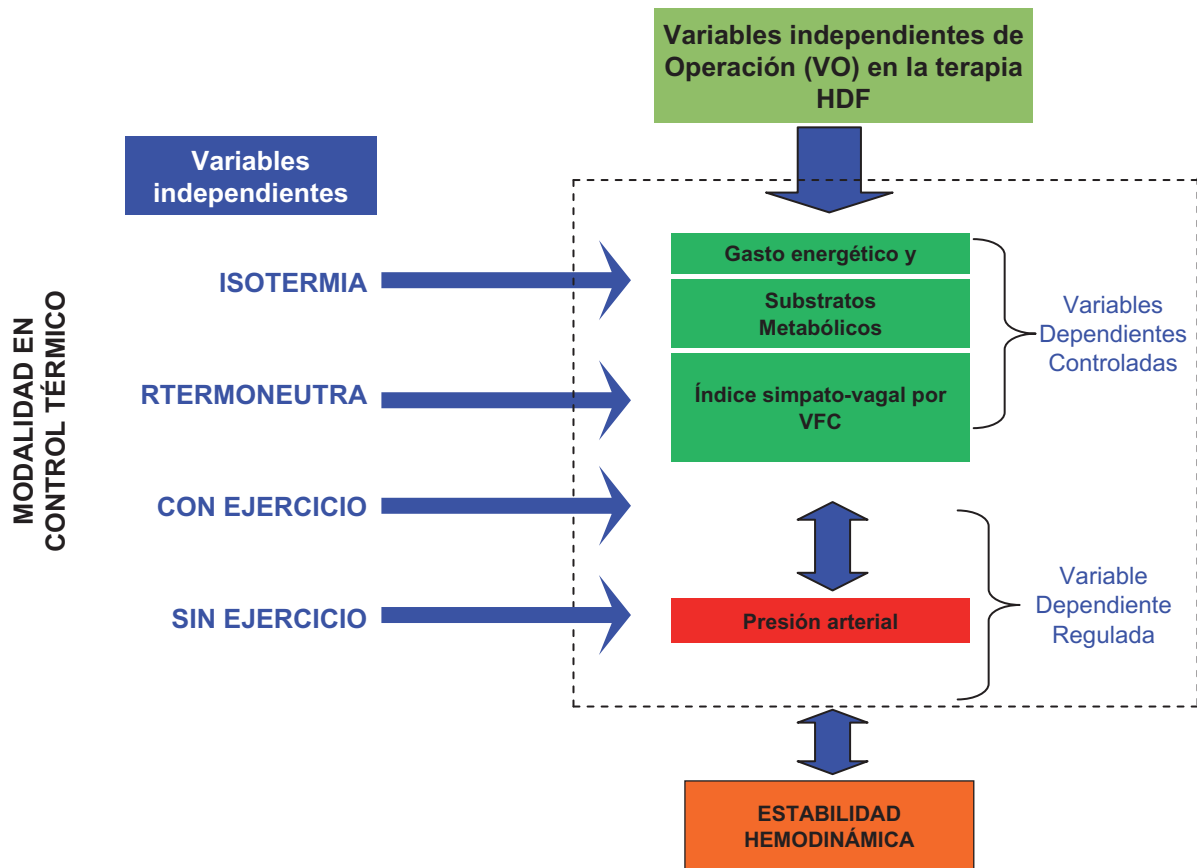 Variables independientes de
Operación (VO) en la terapia
HDF
Variables
independientes
MODALIDAD EN
CONTROL TÉRMICO
ISOTERMIA
RTERMONEUTRA
CON EJERCICIO
SIN EJERCICIO
Gasto energético y
Substratos
Metabólicos
Índice simpato-vagal por
VFC
Variables
Dependientes
Controladas
Presión arterial
Variable
Dependiente
Regulada
ESTABILIDAD
HEMODINÁMICA